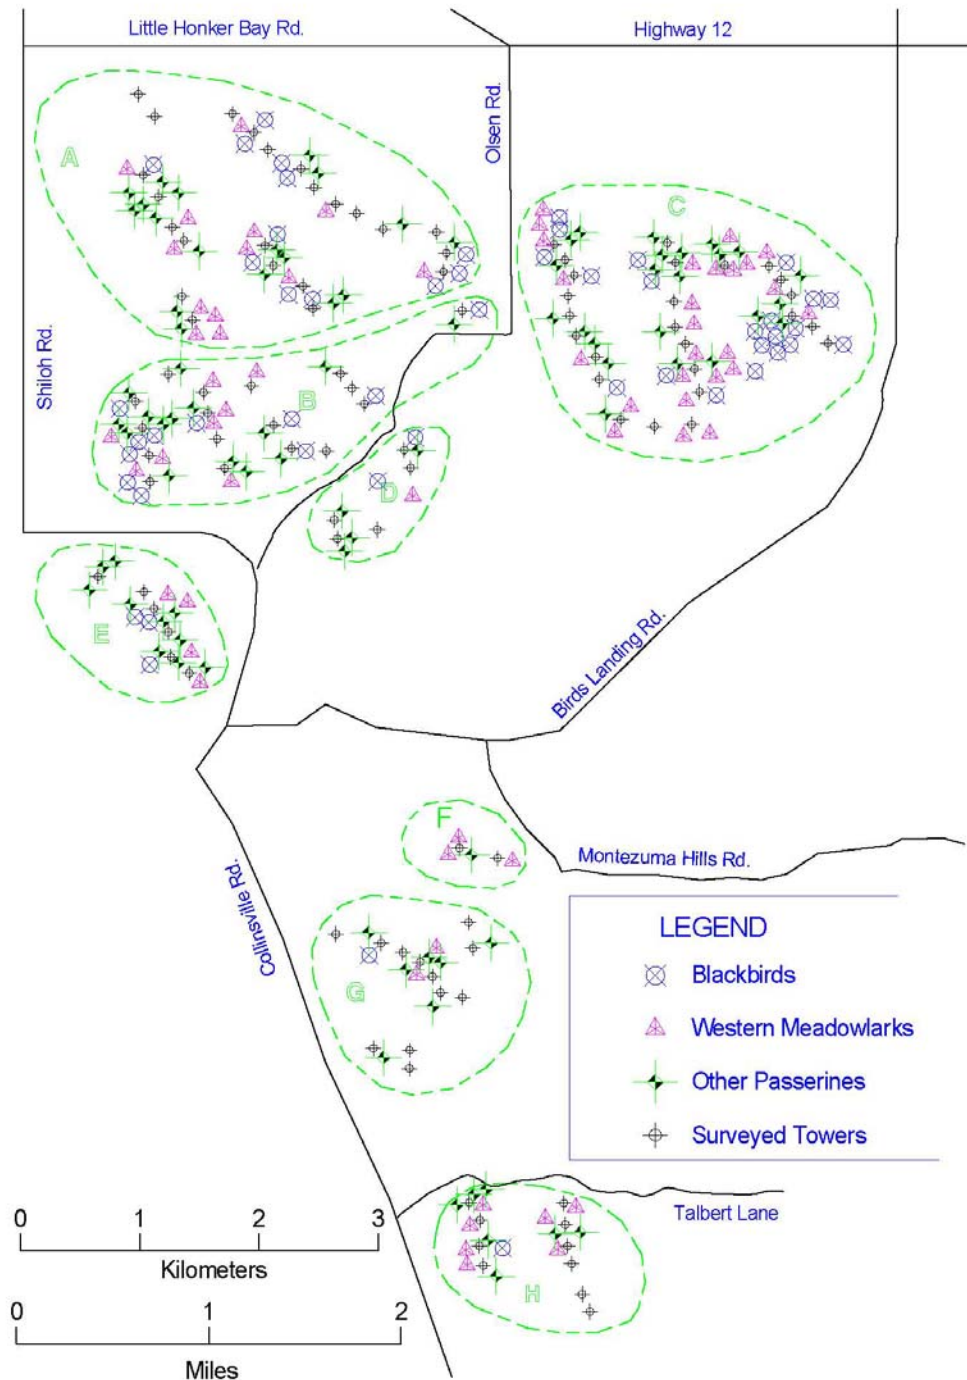 Little Honker Bay Rd.
Highway 12
Olsen Rd.
A
C
Shiloh Rd.
B
D
E
Birds Landing Rd.
F
Montezuma Hills Rd.
Collinsville Rd.
G
LEGEND
Blackbirds
Western Meadowlarks
Other Passerines
Surveyed Towers
Talbert Lane
H
0 1 2 3
Kilometers
0 1 2
Miles